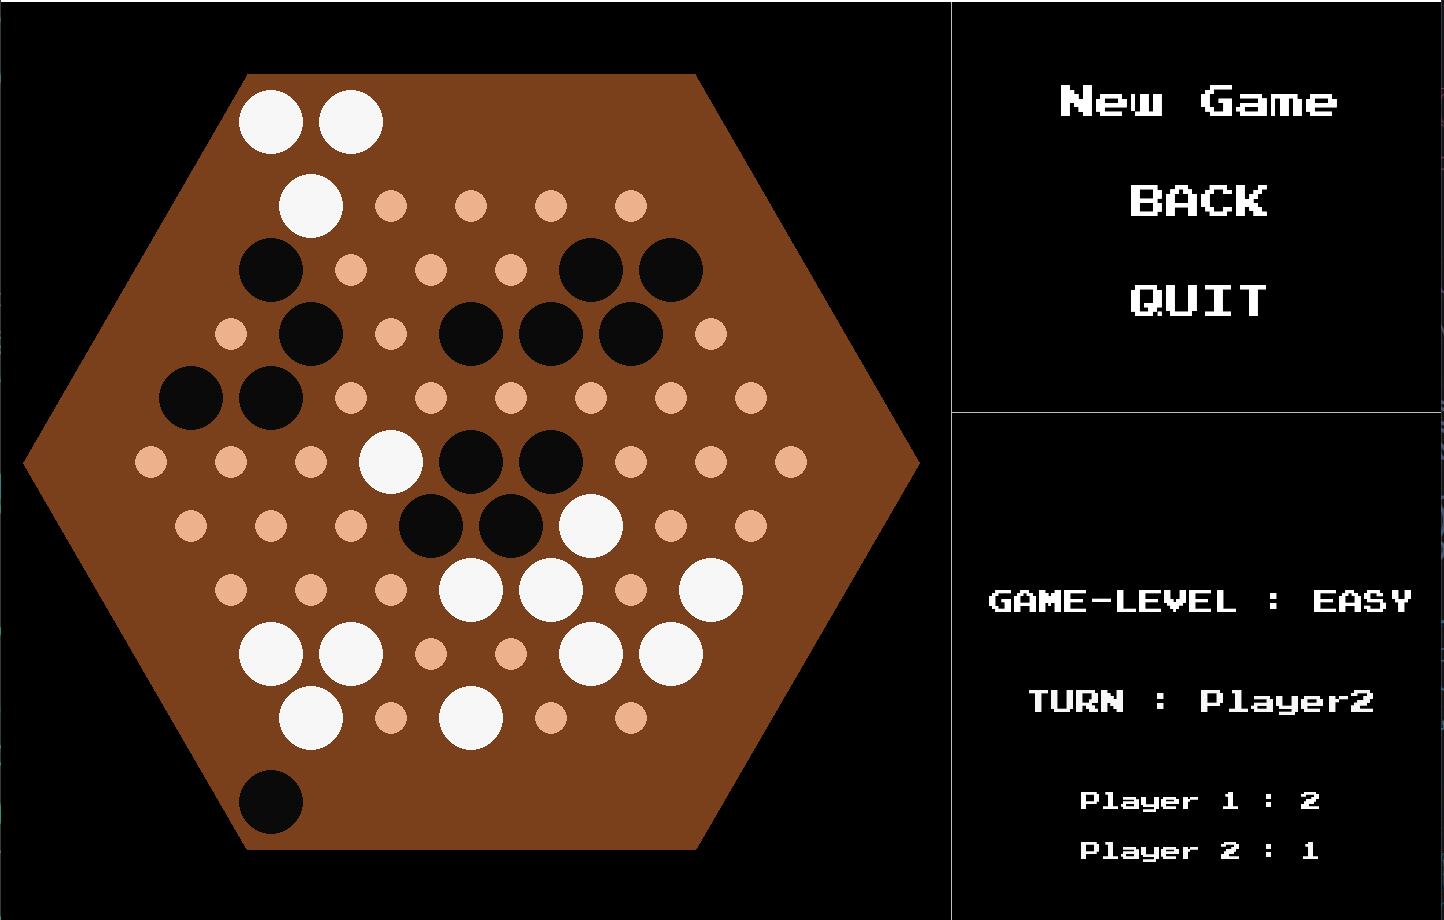 New Game
BACK
QUIT
GAME-LEVEL : EASY
TURN : Player2
Player 1 : 2
Player 2 : 1